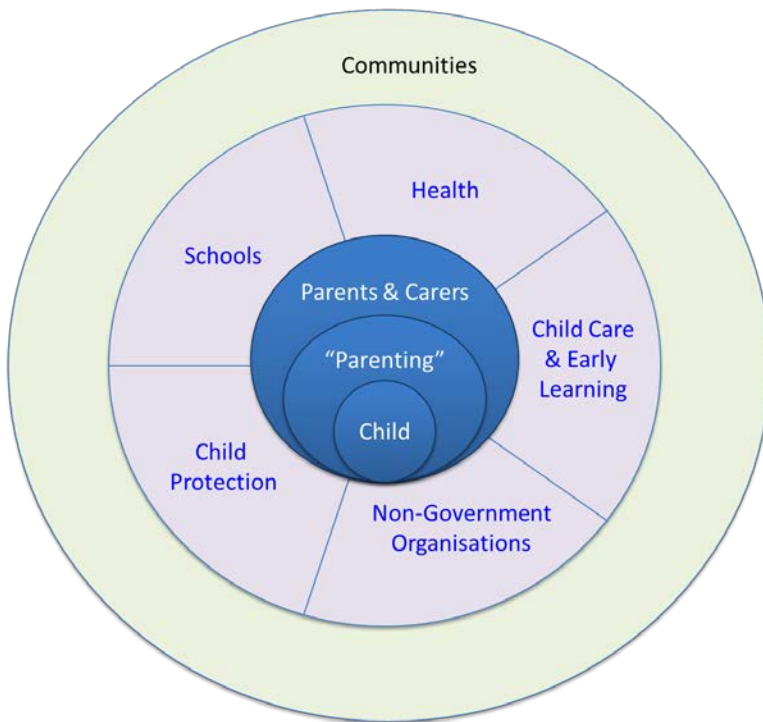 Communities
Health
Schools
Parents & Carers
Child Care
& Early
Learning
“Parenting”
Child
Child
Protection
Non-Government
Organisations